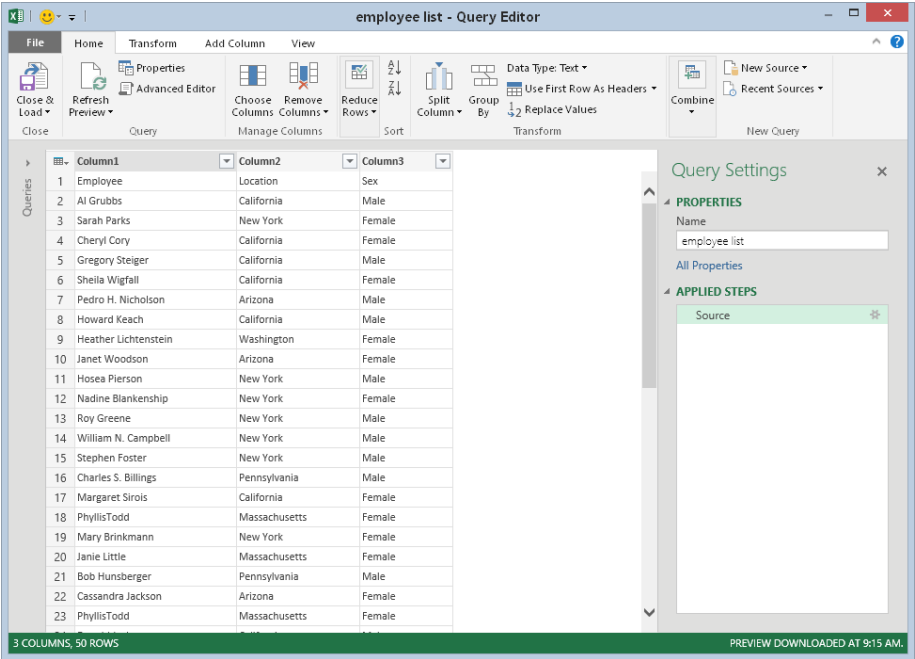 employee list - Query Editor
File Home Transform Add Column View
Close & Load
Close
Refresh Preview
Properties
Advanced Editor
Query
Choose Columns
Remove Columns
Manage Columns
Reduce Rows
Sort
Split Column
Group By
Data Type: Text
Use First Row As Headers
Replace Values
Transform
Combine
New Source
Recent Sources
New Query
Queries
Column1 Column2 Column3
1 Employee Location Sex
2 Al Grubbs California Male
3 Sarah Parks New York Female
4 Cheryl Cory California Female
5 Gregory Steiger California Male
6 Sheila Wigfall California Female
7 Pedro H. Nicholson Arizona Male
8 Howard Keach California Male
9 Heather Lichtenstein Washington Female
10 Janet Woodson Arizona Female
11 Hosea Pierson New York Male
12 Nadine Blankenship New York Female
13 Roy Greene New York Male
14 William N. Campbell New York Male
15 Stephen Foster New York Male
16 Charles S. Billings Pennsylvania Male
17 Margaret Sirois California Female
18 PhyllisTodd Massachusetts Female
19 Mary Brinkmann New York Female
20 Janie Little Massachusetts Female
21 Bob Hunsberger Pennsylvania Male
22 Cassandra Jackson Arizona Female
23 PhyllisTodd Massachusetts Female
Query Settings
PROPERTIES
Name
employee list
All Properties
APPLIED STEPS
Source
3 COLUMNS, 50 ROWS
PREVIEW DOWNLOADED AT 9:15 AM.